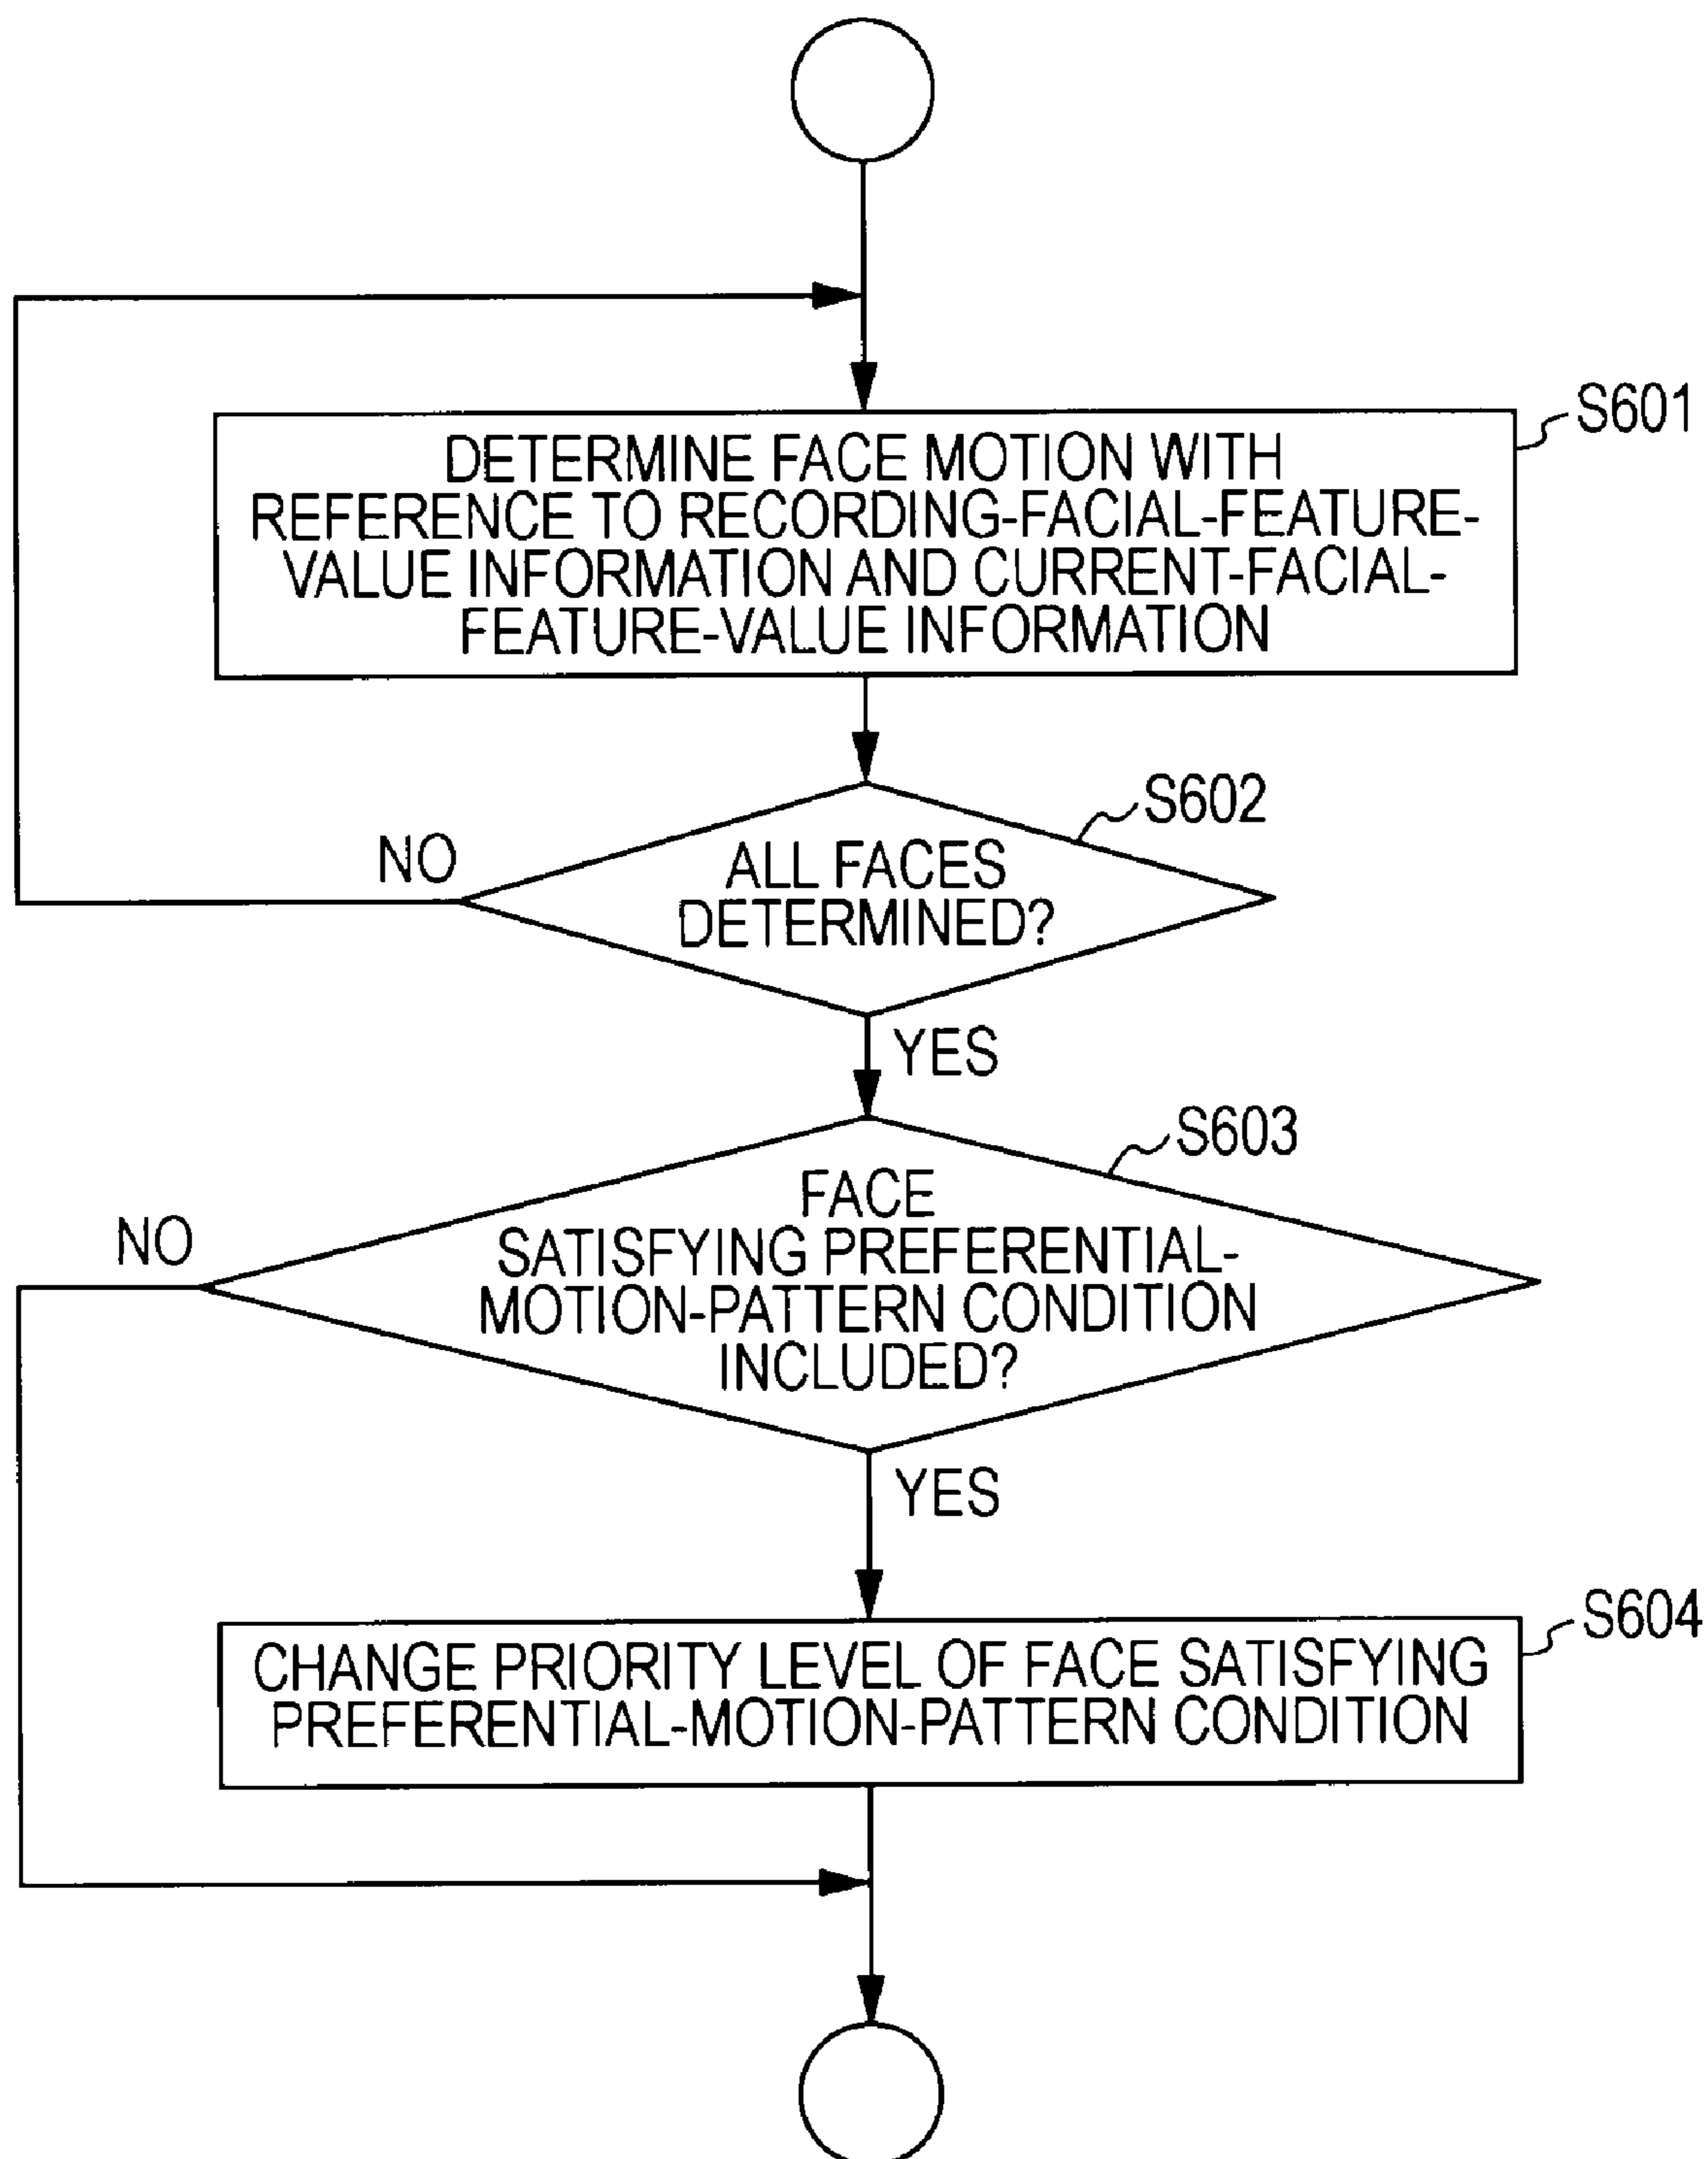 S601
DETERMINE FACE MOTION WITH
REFERENCE TO RECORDING-FACIAL-FEATURE-
VALUE INFORMATION AND CURRENT-FACIAL-
FEATURE-VALUE INFORMATION
S602
NO
ALL FACES
DETERMINED?
YES
S603
NO
FACE
SATISFYING PREFERENTIAL-
MOTION-PATTERN CONDITION
INCLUDED?
YES
S604
CHANGE PRIORITY LEVEL OF FACE SATISFYING
PREFERENTIAL-MOTION-PATTERN CONDITION